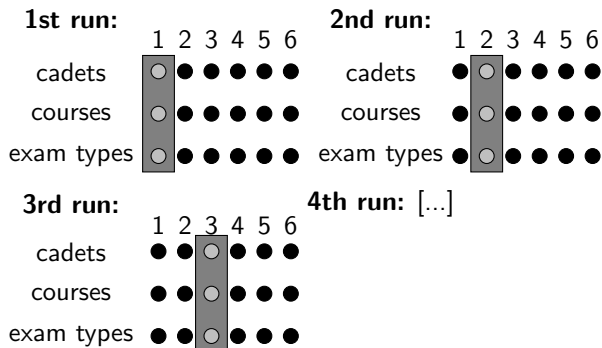 1st run:
1 2 3 4 5 6
cadets
courses
exam types
2nd run:
1 2 3 4 5 6
cadets
courses
exam types
3rd run:
1 2 3 4 5 6
cadets
courses
exam types
4th run: [...]